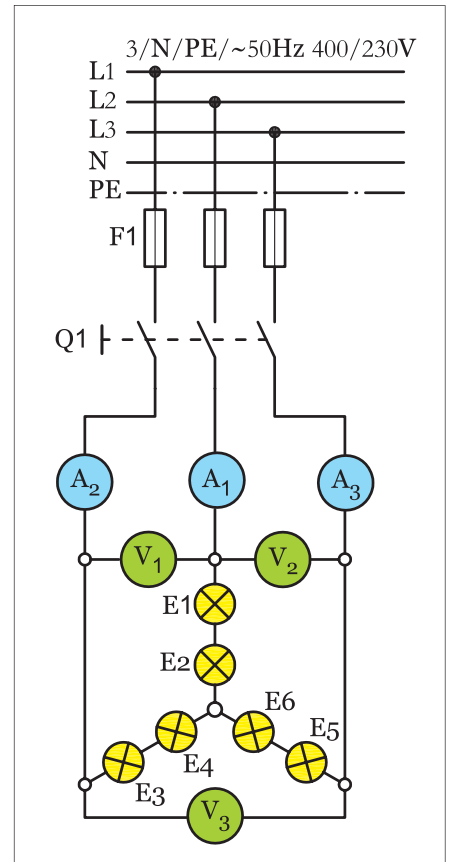 3/N/PE/~50Hz 400/230V
L1
L2
L3
N
PE
F1
Q1
A2 A1 A3
V1 V2
E1
E2
E6
E5
E4
E3
V3